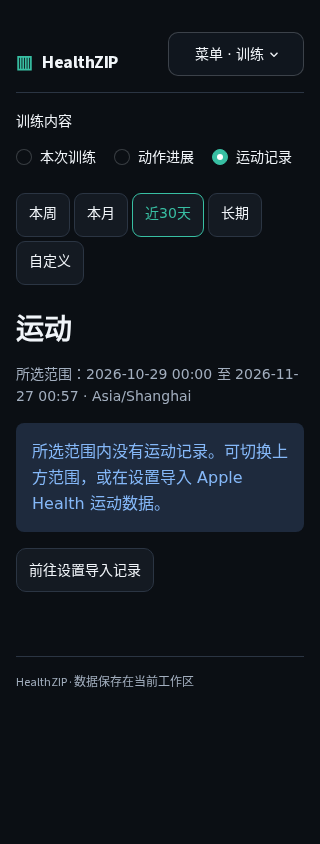 HealthZIP
菜单 · 训练
训练内容
本次训练
动作进展
运动记录
本周
本月
近30天
长期
自定义
运动
所选范围：2026-10-29 00:00 至 2026-11-
27 00:57 · Asia/Shanghai
所选范围内没有运动记录。可切换上
方范围，或在设置导入 Apple
Health 运动数据。
前往设置导入记录
HealthZIP · 数据保存在当前工作区